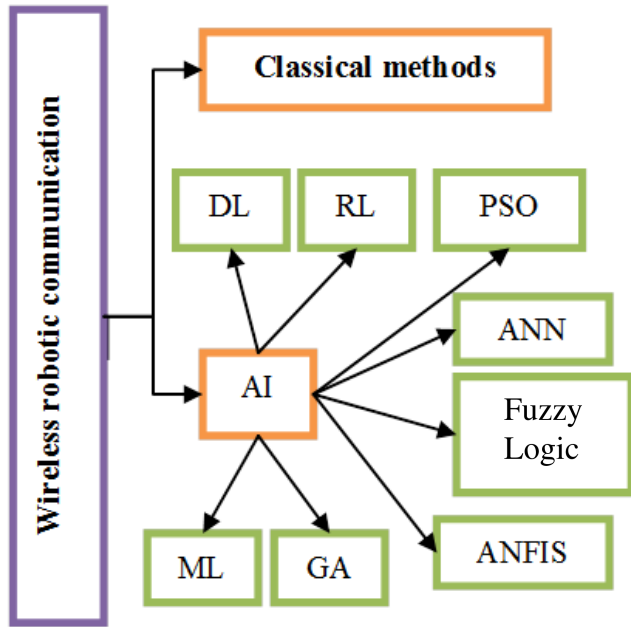 Wireless robotic communication
Classical methods
DL
RL
PSO
ANN
AI
Fuzzy
Logic
ANFIS
ML
GA